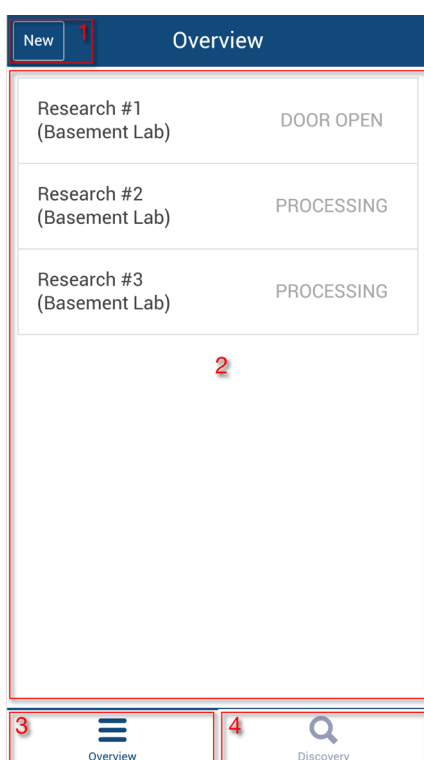 New
1
Overview
Research #1
(Basement Lab)
DOOR OPEN
Research #2
(Basement Lab)
PROCESSING
Research #3
(Basement Lab)
PROCESSING
2
3
Overview
4
Discovery